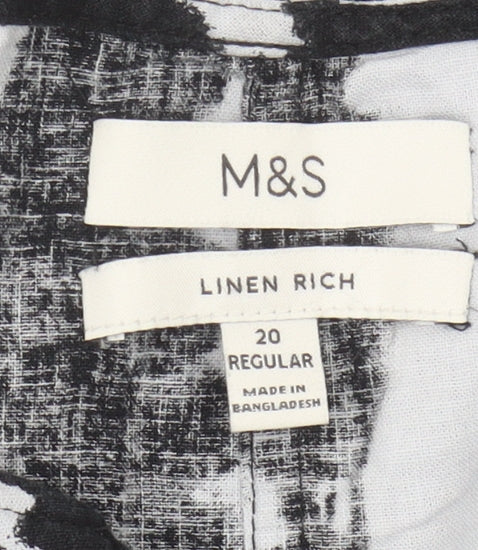 M&S
LINEN RICH
20
REGULAR
MADE IN
BANGLADESH